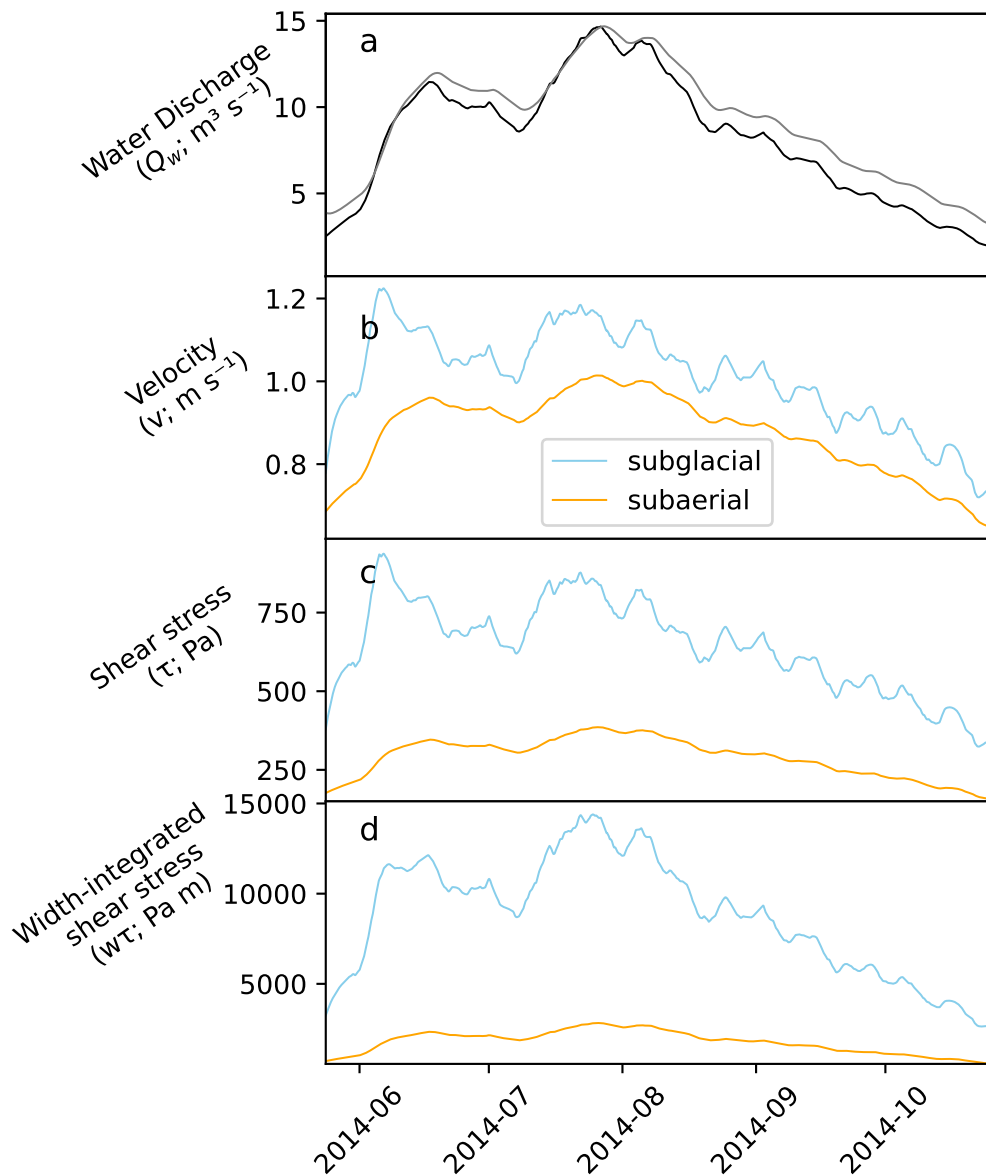 a
15
10
5
Water Discharge
(Q_w; m³ s⁻¹)
b
1.2
1.0
0.8
Velocity
(v; m s⁻¹)
subglacial
subaerial
c
750
500
250
Shear stress
(τ; Pa)
d
15000
10000
5000
Width-integrated
shear stress
(wτ; Pa m)
2014-06
2014-07
2014-08
2014-09
2014-10